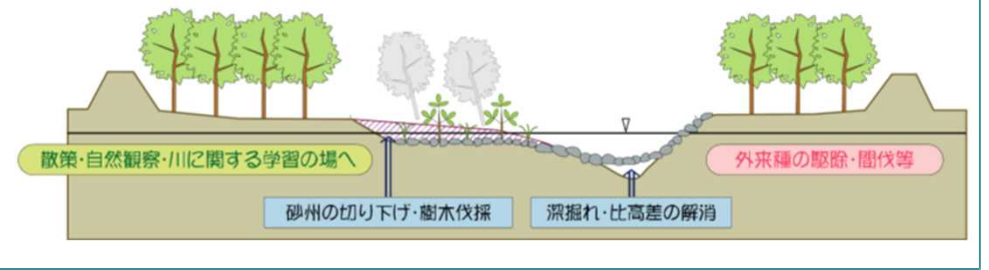 散策・自然観察・川に関する学習の場へ
外来種の駆除・間伐等
砂州の切り下げ・樹木伐採
深掘れ・比高差の解消